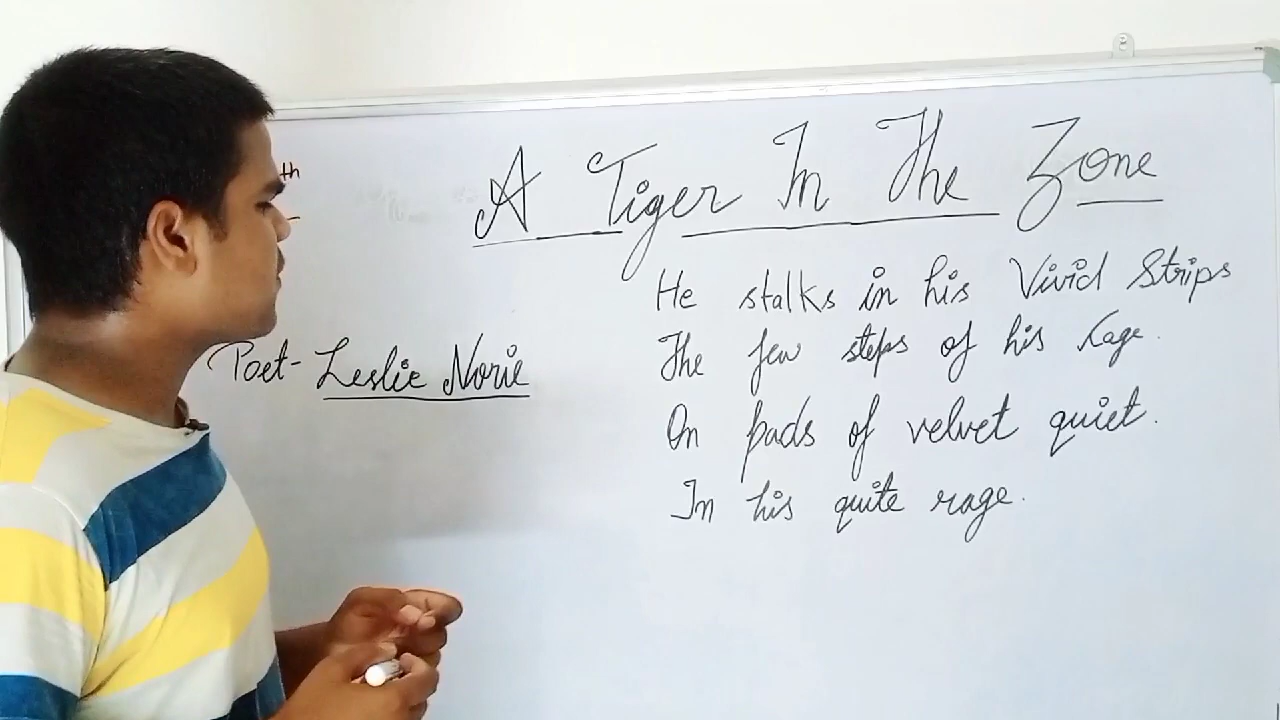 th
A Tiger In The Zone
He stalks in his Vivid Strips
The few steps of his Cage.
Poet- Leslie Norie
On pads of velvet quiet.
In his quite rage.